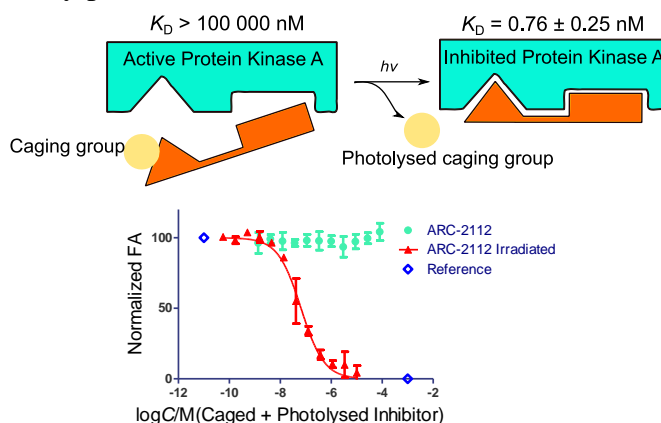 K_D > 100 000 nM
K_D = 0.76 ± 0.25 nM
Active Protein Kinase A
hv
Inhibited Protein Kinase A
Caging group
Photolysed caging group
Normalized FA
100
50
0
ARC-2112
ARC-2112 Irradiated
Reference
-12 -10 -8 -6 -4 -2
logC/M(Caged + Photolysed Inhibitor)